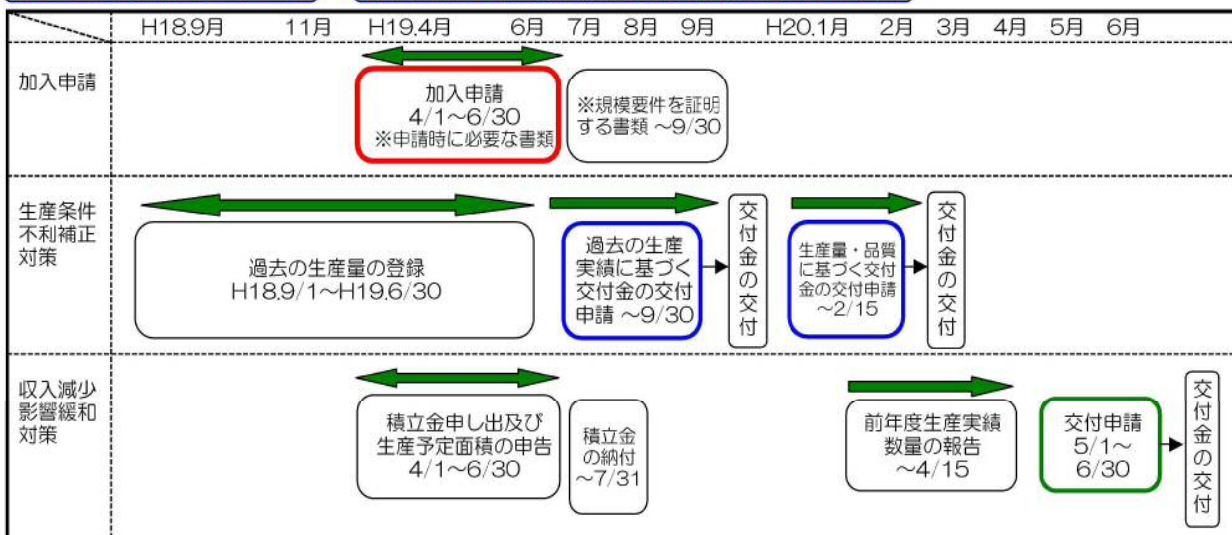 H18.9月 11月 H19.4月 6月 7月 8月 9月 H20.1月 2月 3月 4月 5月 6月
加入申請
加入申請
4/1～6/30
※申請時に必要な書類
※規模要件を証明
する書類 ～9/30
生産条件
不利補正
対策
過去の生産量の登録
H18.9/1～H19.6/30
過去の生産
実績に基づく
交付金の交付
申請 ～9/30
交付金の交付
生産量・品質
に基づく交付
金の交付申請
～2/15
交付金の交付
収入減少
影響緩和
対策
積立金申し出及び
生産予定面積の申告
4/1～6/30
積立金
の納付
～7/31
前年度生産実績
数量の報告
～4/15
交付申請
5/1～
6/30
交付金の交付